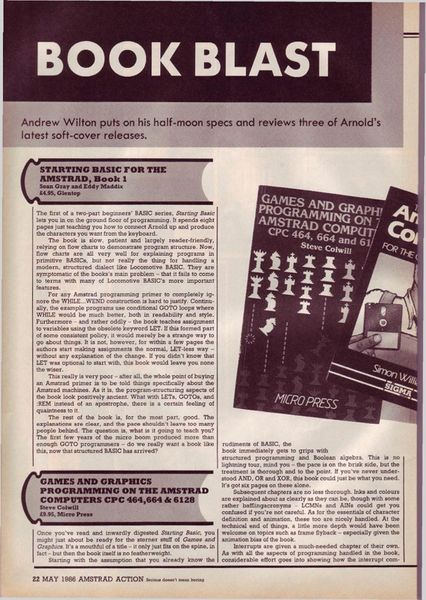 BOOK BLAST
Andrew Wilton puts on his half-moon specs and reviews three of Arnold's
latest soft-cover releases.
STARTING BASIC FOR THE
AMSTRAD, Book 1
Sean Gray and Eddy Maddix
£4.95, Glentop
The first of a two-part beginners' BASIC series, Starting Basic
lets you in on the ground floor of programming. It spends eight
pages just teaching you how to connect Arnold up and produce
the characters you want from the keyboard.
The book is slow, patient and largely reader-friendly,
relying on flow charts to demonstrate program structure. Now,
flow charts are all very well for explaining programs in
primitive BASICs, but not really the thing for handling a
modern, structured dialect like Locomotive BASIC. They are
symptomatic of the book's main problem - that it fails to come
to terms with many of Locomotive BASIC's more important
features.
For any Amstrad programming primer to completely ig-
nore the WHILE...WEND construction is hard to justify. Continu-
ally, the example programs use conditional GOTO loops where
WHILE would be much better, both in readability and style.
Furthermore - and rather oddly - the book teaches assignment
to variables using the obsolete keyword LET. If this formed part
of some consistent policy, it would merely be a strange way to
go about things. It is not, however, for within a few pages the
authors start making assignments the normal, LET-less way -
without any explanation of the change. If you didn't know that
LET was optional to start with, this book would leave you none
the wiser.
This really is very poor - after all, the whole point of buying
an Amstrad primer is to be told things specifically about the
Amstrad machines. As it is, the program-structuring aspects of
the book look positively ancient. What with LETs, GOTOs, and
:REM instead of an apostrophe, there is a certain feeling of
quaintness to it.
The rest of the book is, for the most part, good. The
explanations are clear, and the pace shouldn't leave too many
people behind. The question is, what is it going to teach you?
The first few years of the micro boom produced more than
enough GOTO programmers - do we really want a book like
this, now that structured BASIC has arrived?
GAMES AND GRAPHICS
PROGRAMMING ON THE AMSTRAD
COMPUTERS CPC 464,664 & 6128
Steve Colwill
£8.95, Micro Press
Once you've read and inwardly digested Starting Basic, you
might just about be ready for the sterner stuff of Games and
Graphics. It's a mouthful of a title - it only just fits on the spine, in
fact - but then the book itself is no featherweight.
Starting with the assumption that you already know the
GAMES AND GRAPH
PROGRAMMING ON T
AMSTRAD COMPUT
CPC 464, 664 and 61
Steve Colwill
MICRO PRESS
FOR THE
Simon Willi
SIGMA
rudiments of BASIC, the
book immediately gets to grips with
structured programming and Boolean algebra. This is no
lightning tour, mind you - the pace is on the brisk side, but the
treatment is thorough and to the point. If you've never under-
stood AND, OR and XOR, this book could just be what you need.
It's got six pages on these alone.
Subsequent chapters are no less thorough. Inks and colours
are explained about as clearly as they can be, though with some
rather baffling acronyms - LCMNs and AINs could get you
confused if you're not careful. As for the essentials of character
definition and animation, these too are nicely handled. At the
technical end of things, a little more depth would have been
welcome on topics such as frame flyback - especially given the
animation bias of the book.
Interrupts are given a much-needed chapter of their own.
As with all the aspects of programming handled in the book,
considerable effort goes into showing how the interrupt com-
22 MAY 1986 AMSTRAD ACTION Serious doesn't mean boring